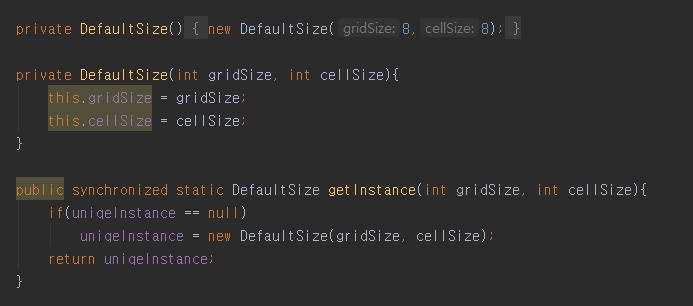 private DefaultSize() { new DefaultSize( gridSize: 8, cellSize: 8); }
private DefaultSize(int gridSize, int cellSize){
this.gridSize = gridSize;
this.cellSize = cellSize;
}
public synchronized static DefaultSize getInstance(int gridSize, int cellSize){
if(uniqeInstance == null)
uniqeInstance = new DefaultSize(gridSize, cellSize);
return uniqeInstance;
}